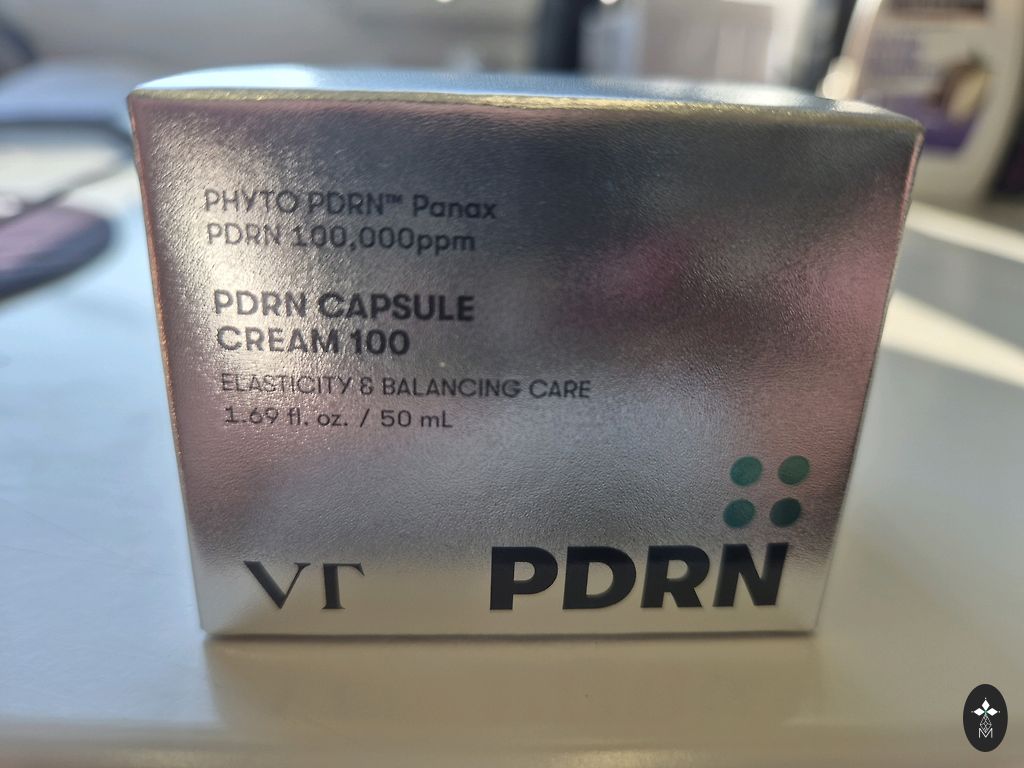 PHYTO PDRN™ Panax
PDRN 100,000ppm
PDRN CAPSULE
CREAM 100
ELASTICITY & BALANCING CARE
1.69 fl. oz. / 50 mL
VT
PDRN
M